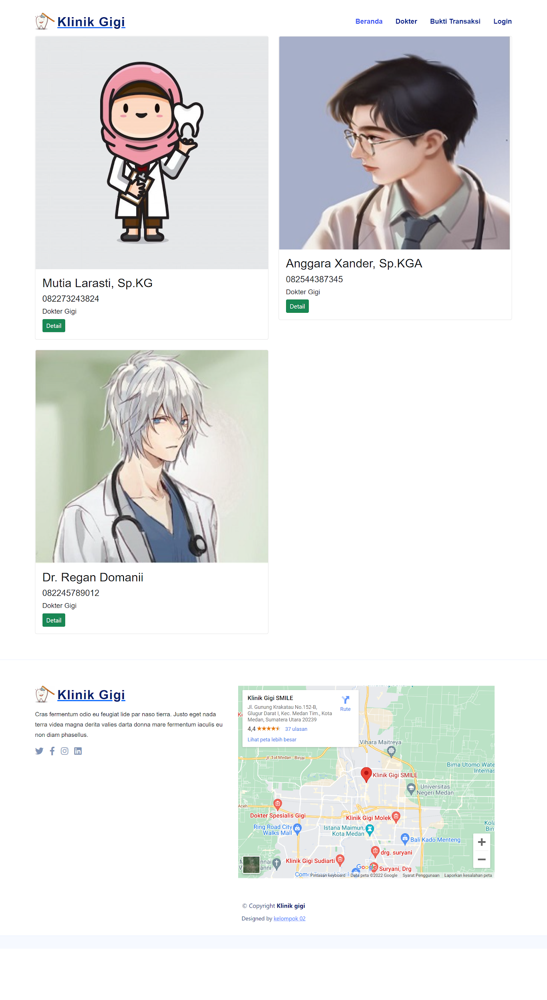 Klinik Gigi
Beranda Dokter Bukti Transaksi Login
Mutia Larasti, Sp.KG
082273243824
Dokter Gigi
Detail
Anggara Xander, Sp.KGA
082544387345
Dokter Gigi
Detail
Dr. Regan Domanii
082245789012
Dokter Gigi
Detail
Klinik Gigi
Cras fermentum odio eu feugiat lide par naso tierra. Justo eget nada
terra videa magna derita valies darta donna mare fermentum iaculis eu
non diam phasellus.
Klinik Gigi SMILE
Jl. Gunung Krakatau No.152-B,
Glugur Darat I, Kec. Medan Tim., Kota
Medan, Sumatera Utara 20239
4,4 37 ulasan
Lihat peta lebih besar
Rute
Vihara Maitreya
Jl. Tol Medan - Binjai
Bima Utomo Wate
Internas
Klinik Gigi SMILE
Universitas
Negeri Medan
Aceh
Dokter Spesialis Gigi
Klinik Gigi Molek
Ring Road City
Walks Mall
Istana Maimun,
Kota Medan
Kola
Bin
Bali Kado Menteng
drg. suryani
Klinik Gigi Sudiarti
Google
Suryani, Drg
Pintasan keyboard Data peta ©2022 Google Syarat Penggunaan Laporkan kesalahan peta
© Copyright Klinik gigi
Designed by kelompok 02